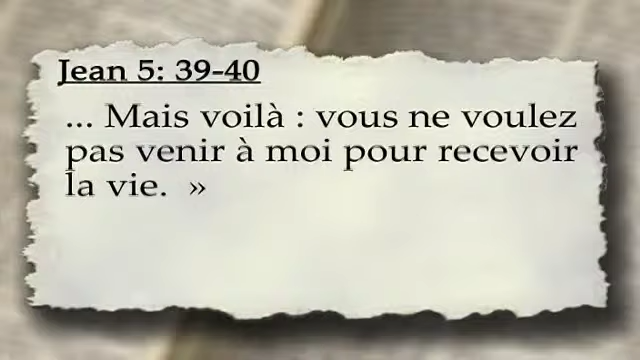 Jean 5: 39-40
... Mais voilà : vous ne voulez
pas venir à moi pour recevoir
la vie.  »